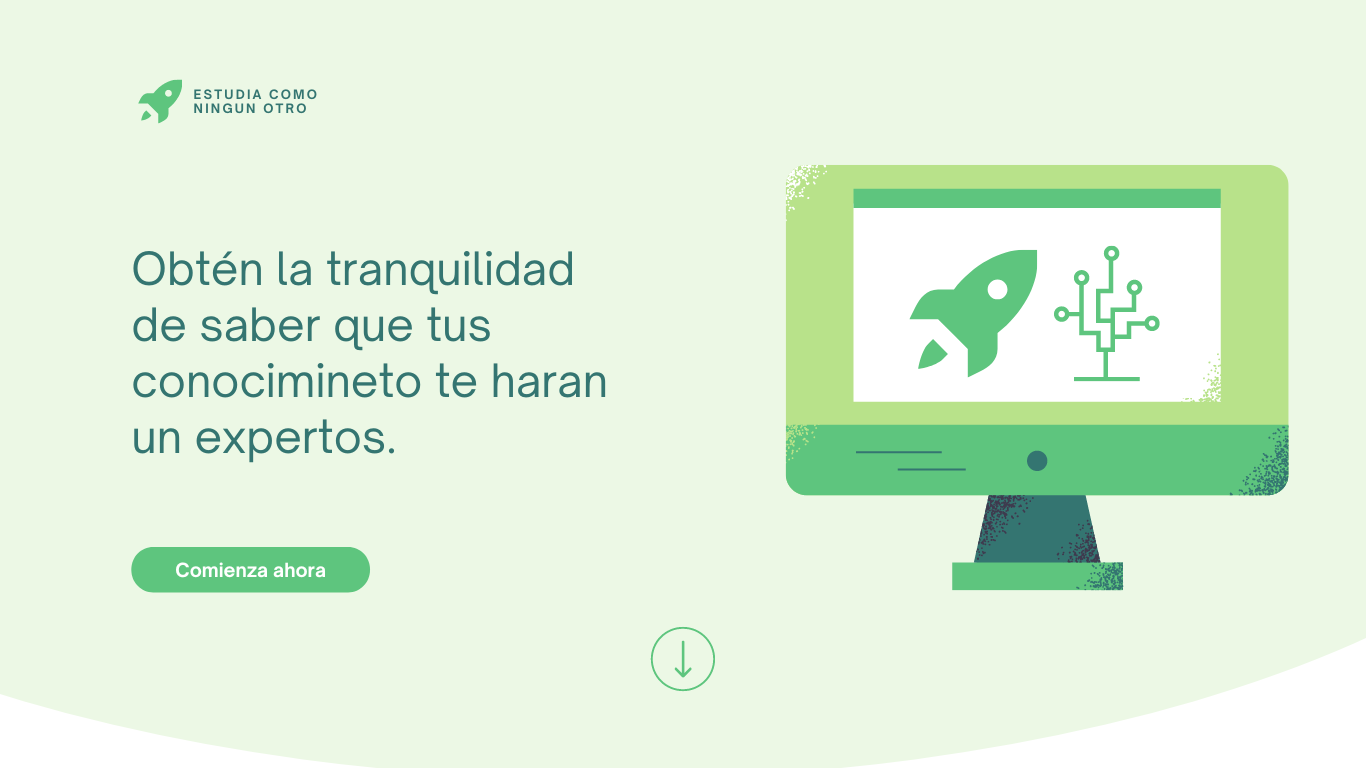 ESTUDIA COMO
NINGUN OTRO
Obtén la tranquilidad
de saber que tus
conocimineto te haran
un expertos.
Comienza ahora